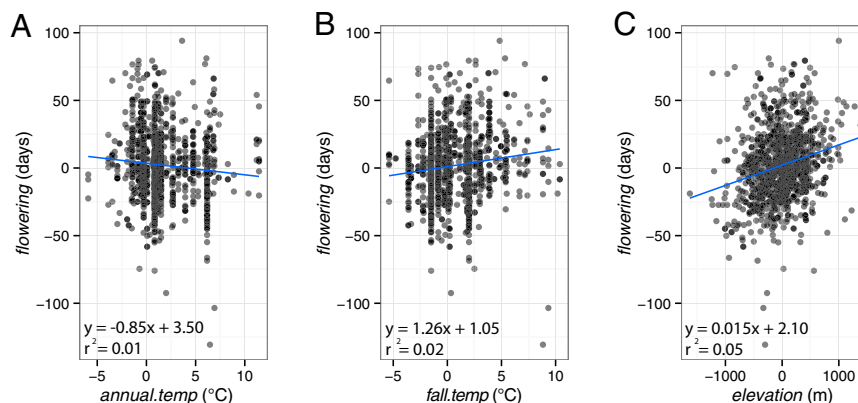 A
B
C
flowering (days)
100
50
0
−50
−100
y = -0.85x + 3.50
r² = 0.01
−5 0 5 10
annual.temp (°C)
flowering (days)
100
50
0
−50
−100
y = 1.26x + 1.05
r² = 0.02
−5 0 5 10
fall.temp (°C)
flowering (days)
100
50
0
−50
−100
y = 0.015x + 2.10
r² = 0.05
−1000 0 1000
elevation (m)